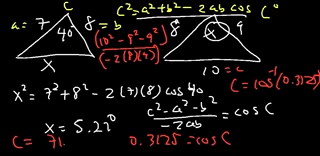 C
C² = a² + b² - 2ab cos C°
a = 7
8 = b
40
x
(10² - 8² - 9²)
(-2(8)(9))
8
x
9
10 = c
C = cos⁻¹(0.3125)
x² = 7² + 8² - 2(7)(8) cos 40
x = 5.27°
c² - a² - b²
-2ab
= cos C
C = 71.
0.3125 = cos C